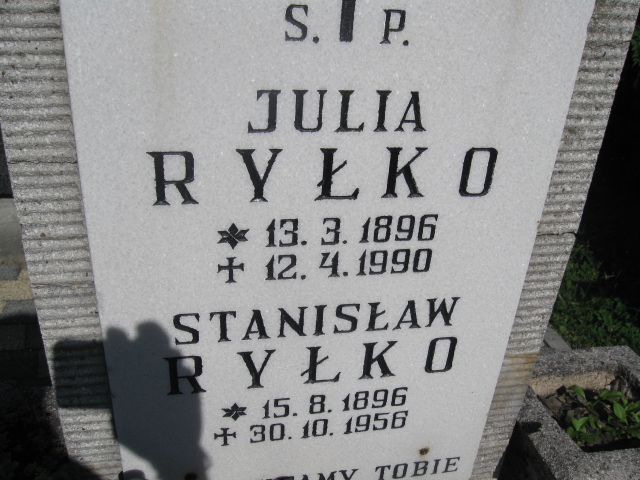 S. P.
JULIA
RYŁKO
13. 3. 1896
12. 4. 1990
STANISŁAW
RYŁKO
15. 8. 1896
30. 10. 1956
TOBIE